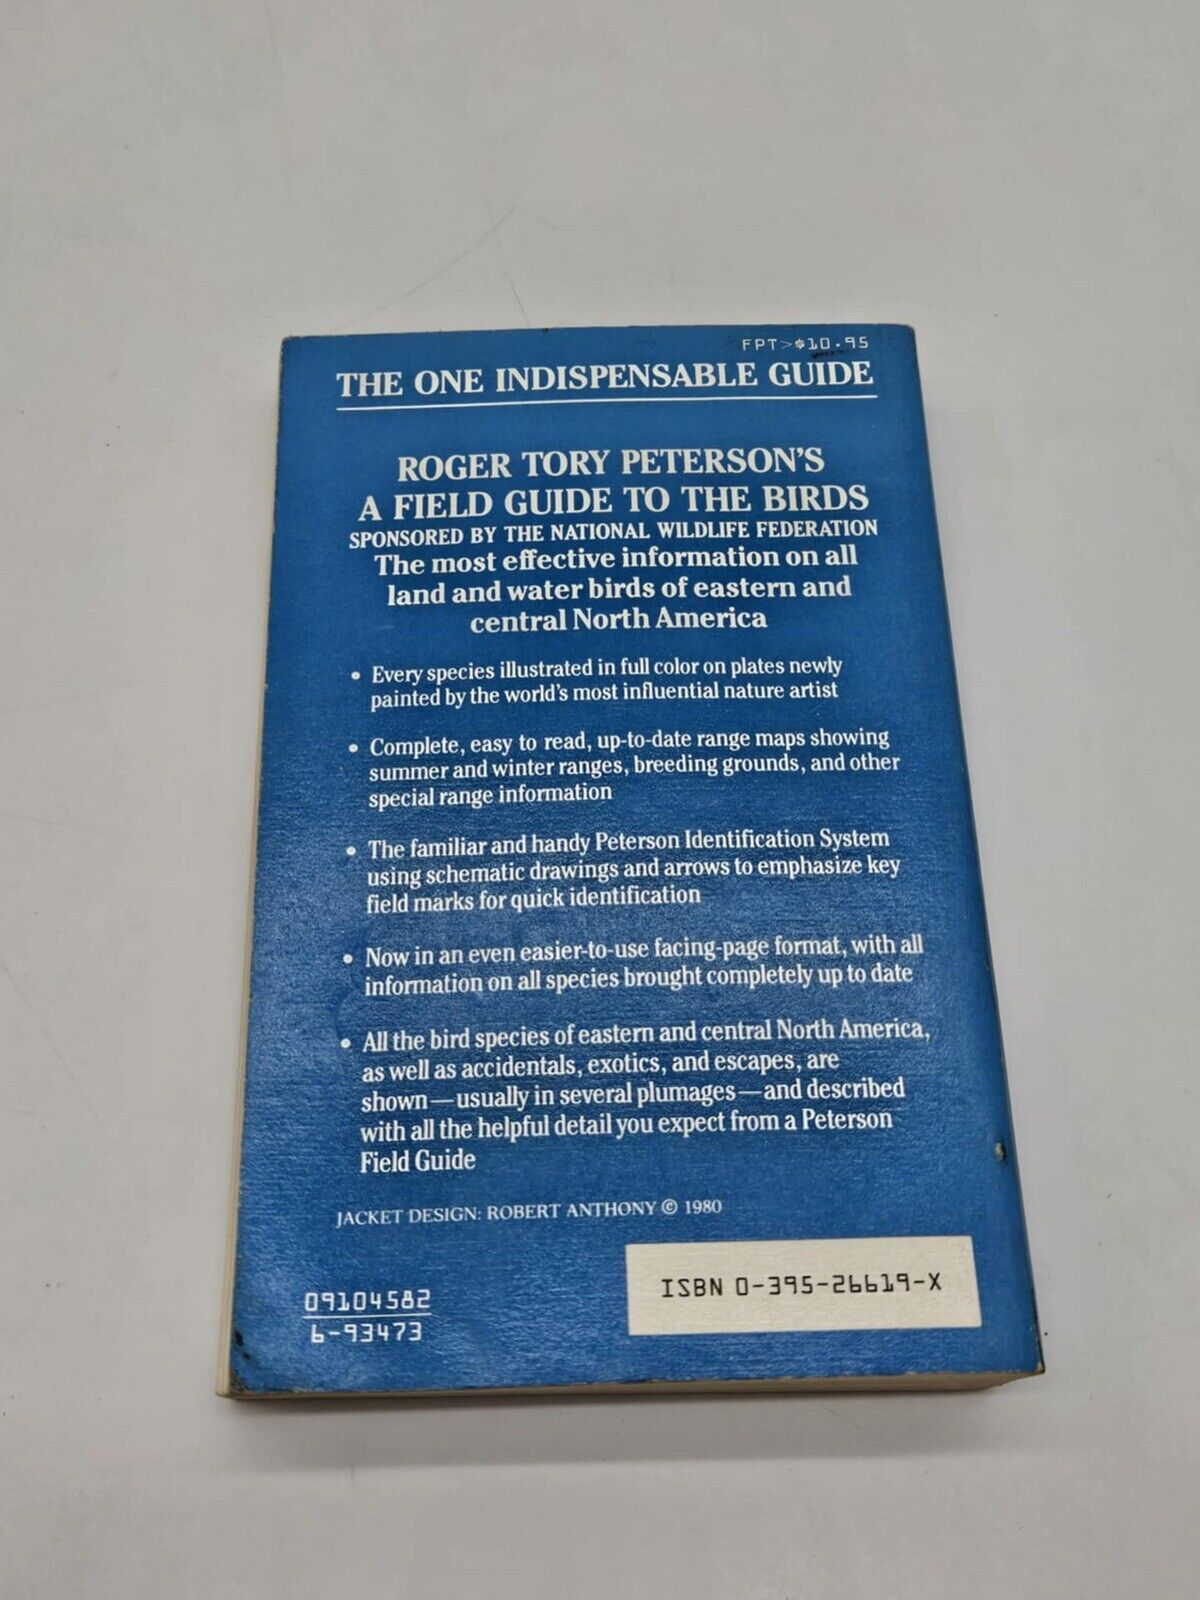 FPT>$10.95
THE ONE INDISPENSABLE GUIDE
ROGER TORY PETERSON'S
A FIELD GUIDE TO THE BIRDS
SPONSORED BY THE NATIONAL WILDLIFE FEDERATION
The most effective information on all
land and water birds of eastern and
central North America
• Every species illustrated in full color on plates newly
painted by the world's most influential nature artist
• Complete, easy to read, up-to-date range maps showing
summer and winter ranges, breeding grounds, and other
special range information
• The familiar and handy Peterson Identification System
using schematic drawings and arrows to emphasize key
field marks for quick identification
• Now in an even easier-to-use facing-page format, with all
information on all species brought completely up to date
• All the bird species of eastern and central North America,
as well as accidentals, exotics, and escapes, are
shown—usually in several plumages—and described
with all the helpful detail you expect from a Peterson
Field Guide
JACKET DESIGN: ROBERT ANTHONY © 1980
ISBN 0-395-26619-X
09104582
6-93473